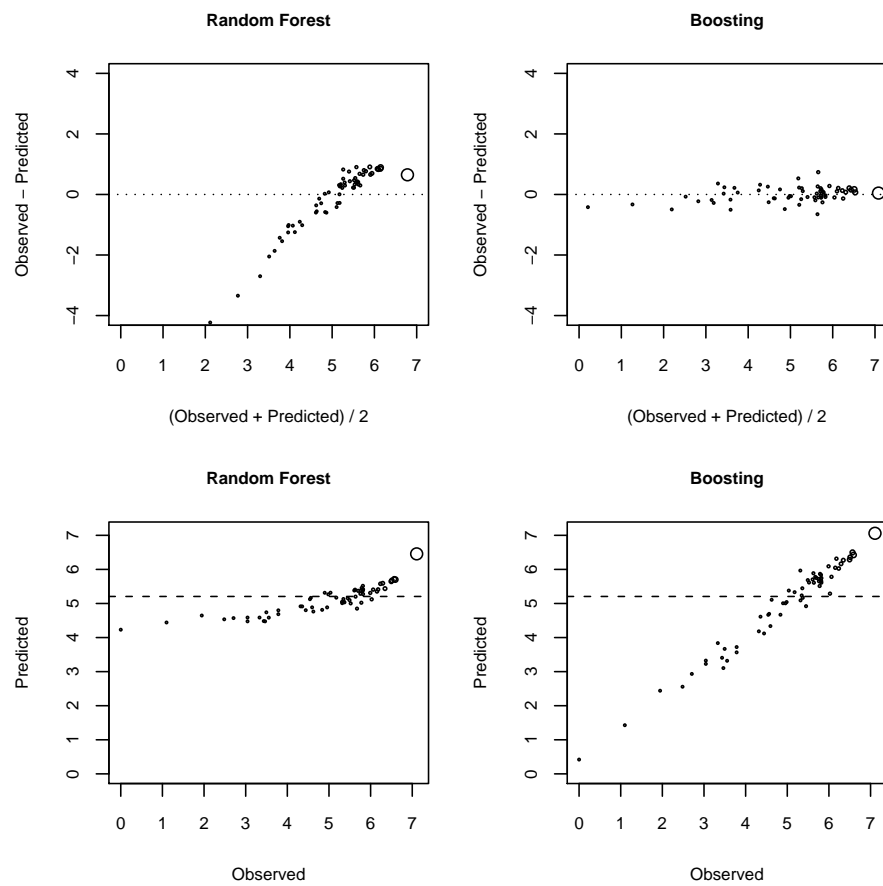 Random Forest
Observed − Predicted
4
2
0
−2
−4
0 1 2 3 4 5 6 7
(Observed + Predicted) / 2
Boosting
Observed − Predicted
4
2
0
−2
−4
0 1 2 3 4 5 6 7
(Observed + Predicted) / 2
Random Forest
Predicted
7
6
5
4
3
2
1
0
0 1 2 3 4 5 6 7
Observed
Boosting
Predicted
7
6
5
4
3
2
1
0
0 1 2 3 4 5 6 7
Observed